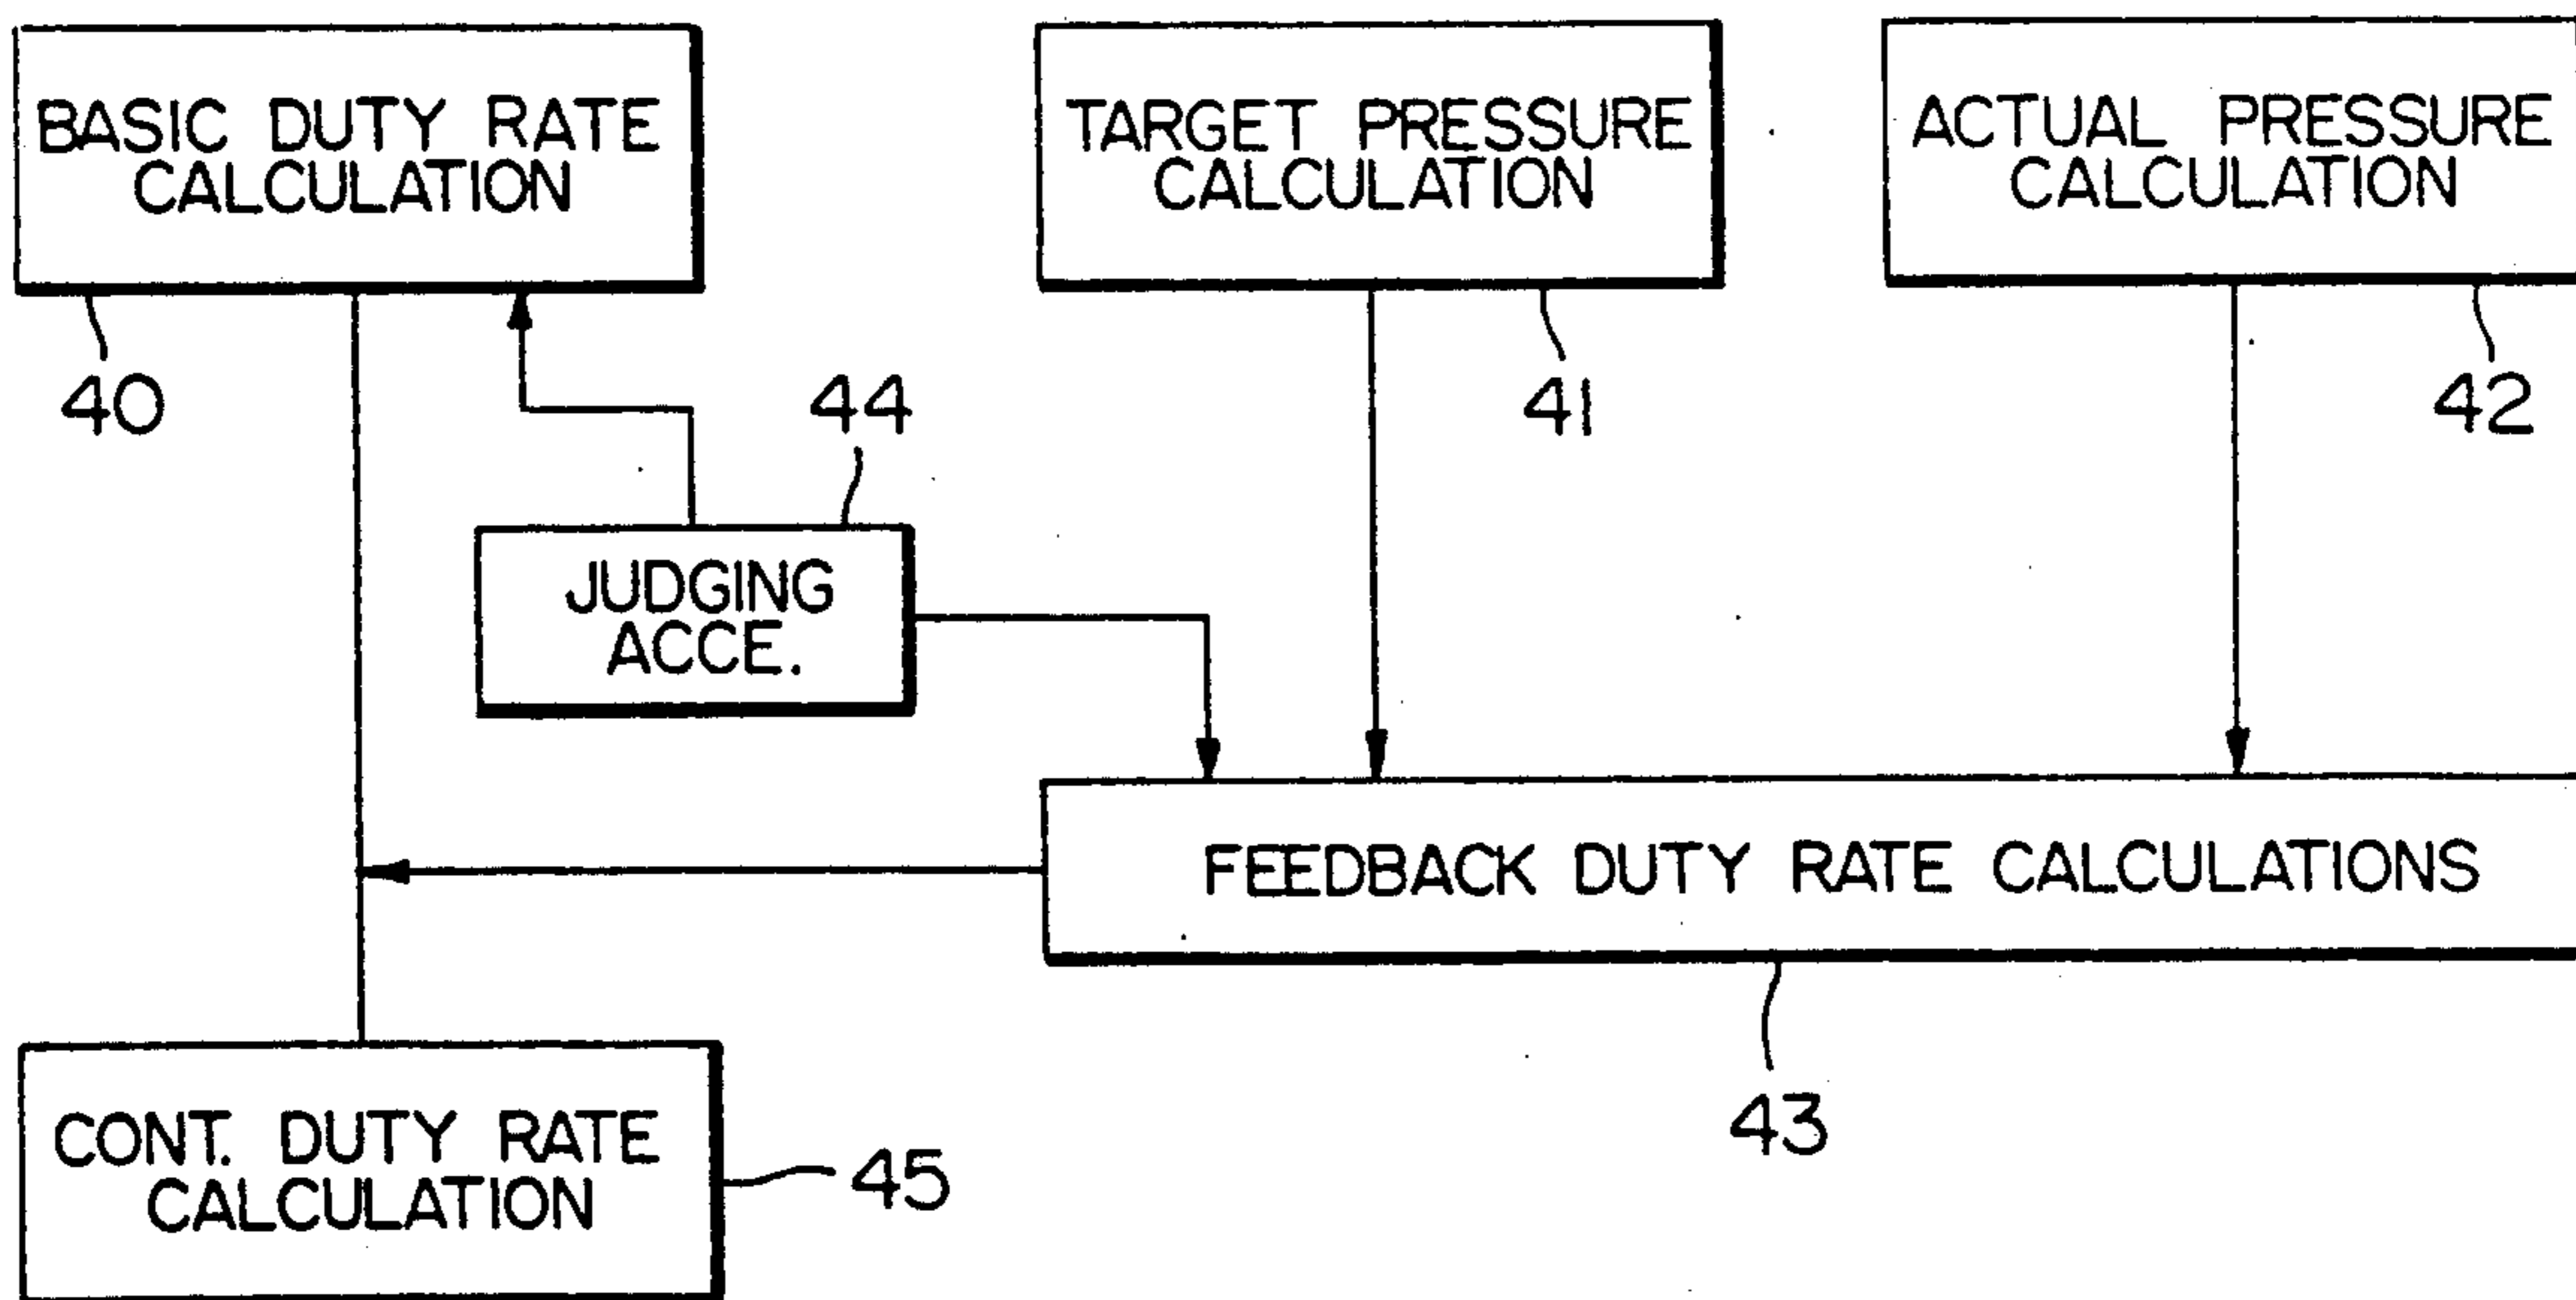 BASIC DUTY RATE
CALCULATION
TARGET PRESSURE
CALCULATION
ACTUAL PRESSURE
CALCULATION
40
44
41
42
JUDGING
ACCE.
FEEDBACK DUTY RATE CALCULATIONS
43
CONT. DUTY RATE
CALCULATION
45